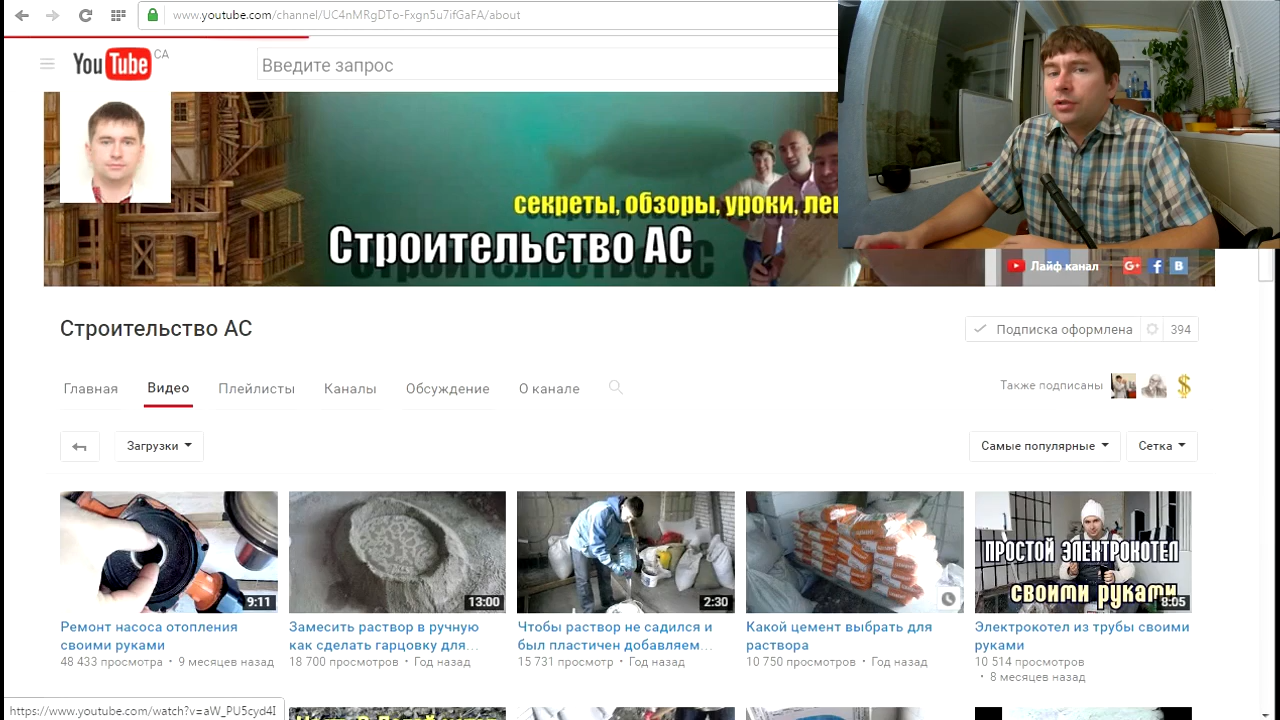 www.youtube.com/channel/UC4nMRgDTo-Fxgn5u7ifGaFA/about
YouTube CA
Введите запрос
секреты, обзоры, уроки,
Строительство АС
Лайф канал
Строительство АС
Подписка оформлена 394
Главная Видео Плейлисты Каналы Обсуждение О канале
Также подписаны
Загрузки Самые популярные Сетка
ПРОСТОЙ ЭЛЕКТРОКОТЕЛ
СВОИМИ РУКАМИ
9:11 13:00 2:30 8:05
Ремонт насоса отопления
своими руками
48 433 просмотра • 9 месяцев назад
Замесить раствор в ручную
как сделать гарцовку для...
18 700 просмотров • Год назад
Чтобы раствор не садился и
был пластичен добавляем...
15 731 просмотр • Год назад
Какой цемент выбрать для
раствора
10 750 просмотров • Год назад
Электрокотел из трубы своими
руками
10 514 просмотров
• 8 месяцев назад
https://www.youtube.com/watch?v=aW_PU5cyd4I